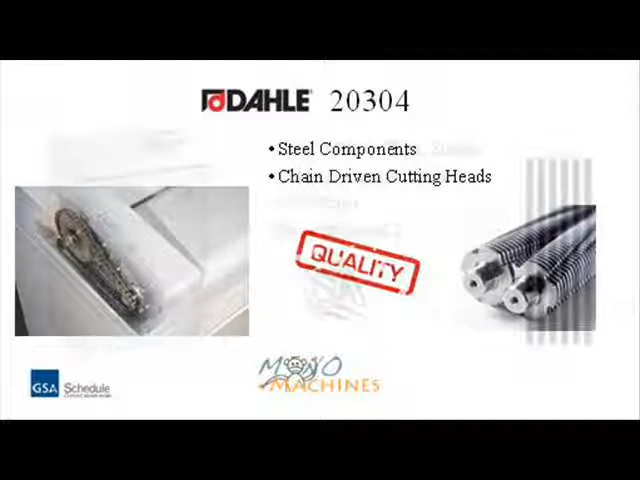 DAHLE® 20304
• Steel Components
• Chain Driven Cutting Heads
QUALITY
GSA Schedule
MONO
MACHINES